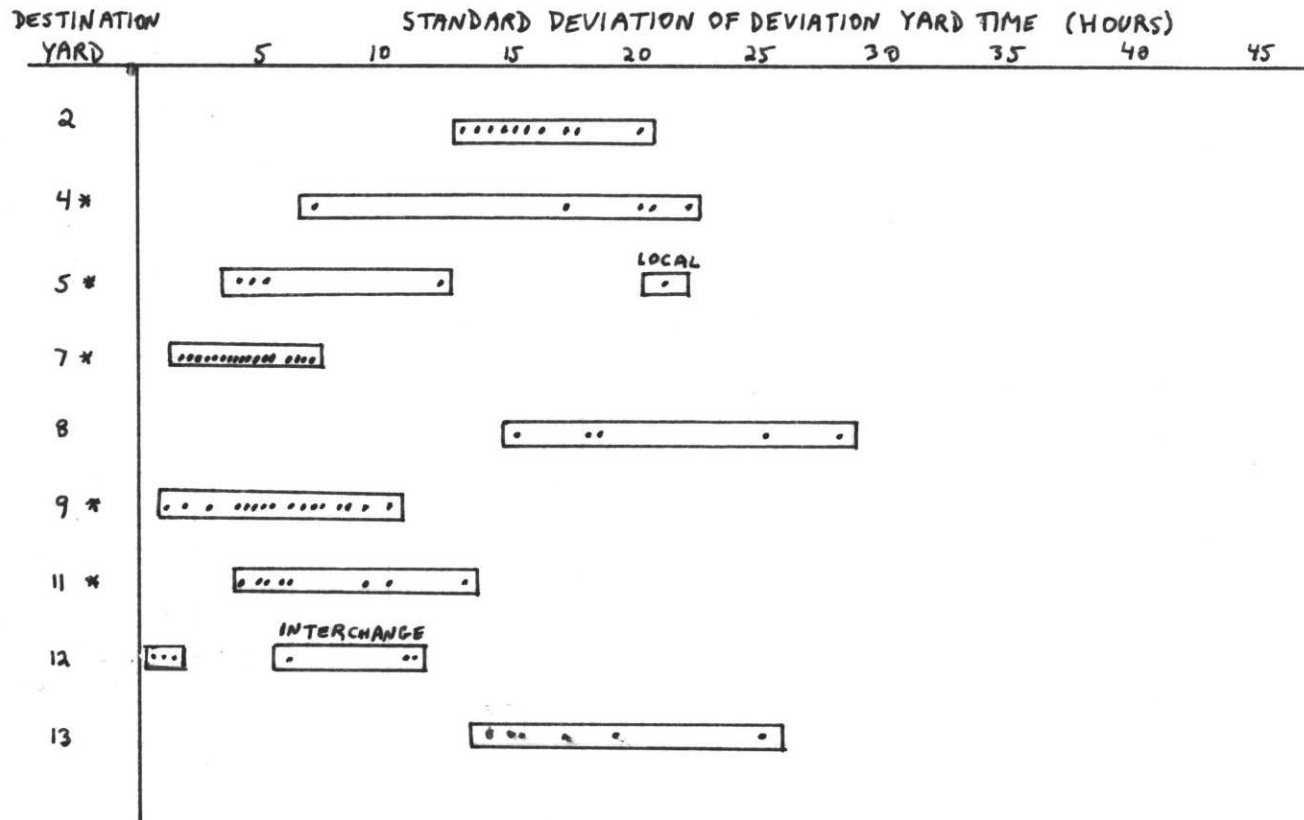 DESTINATION STANDARD DEVIATION OF DEVIATION YARD TIME (HOURS)
YARD 5 10 15 20 25 30 35 40 45
2
4 *
LOCAL
5 *
7 *
8
9 *
11 *
INTERCHANGE
12
13